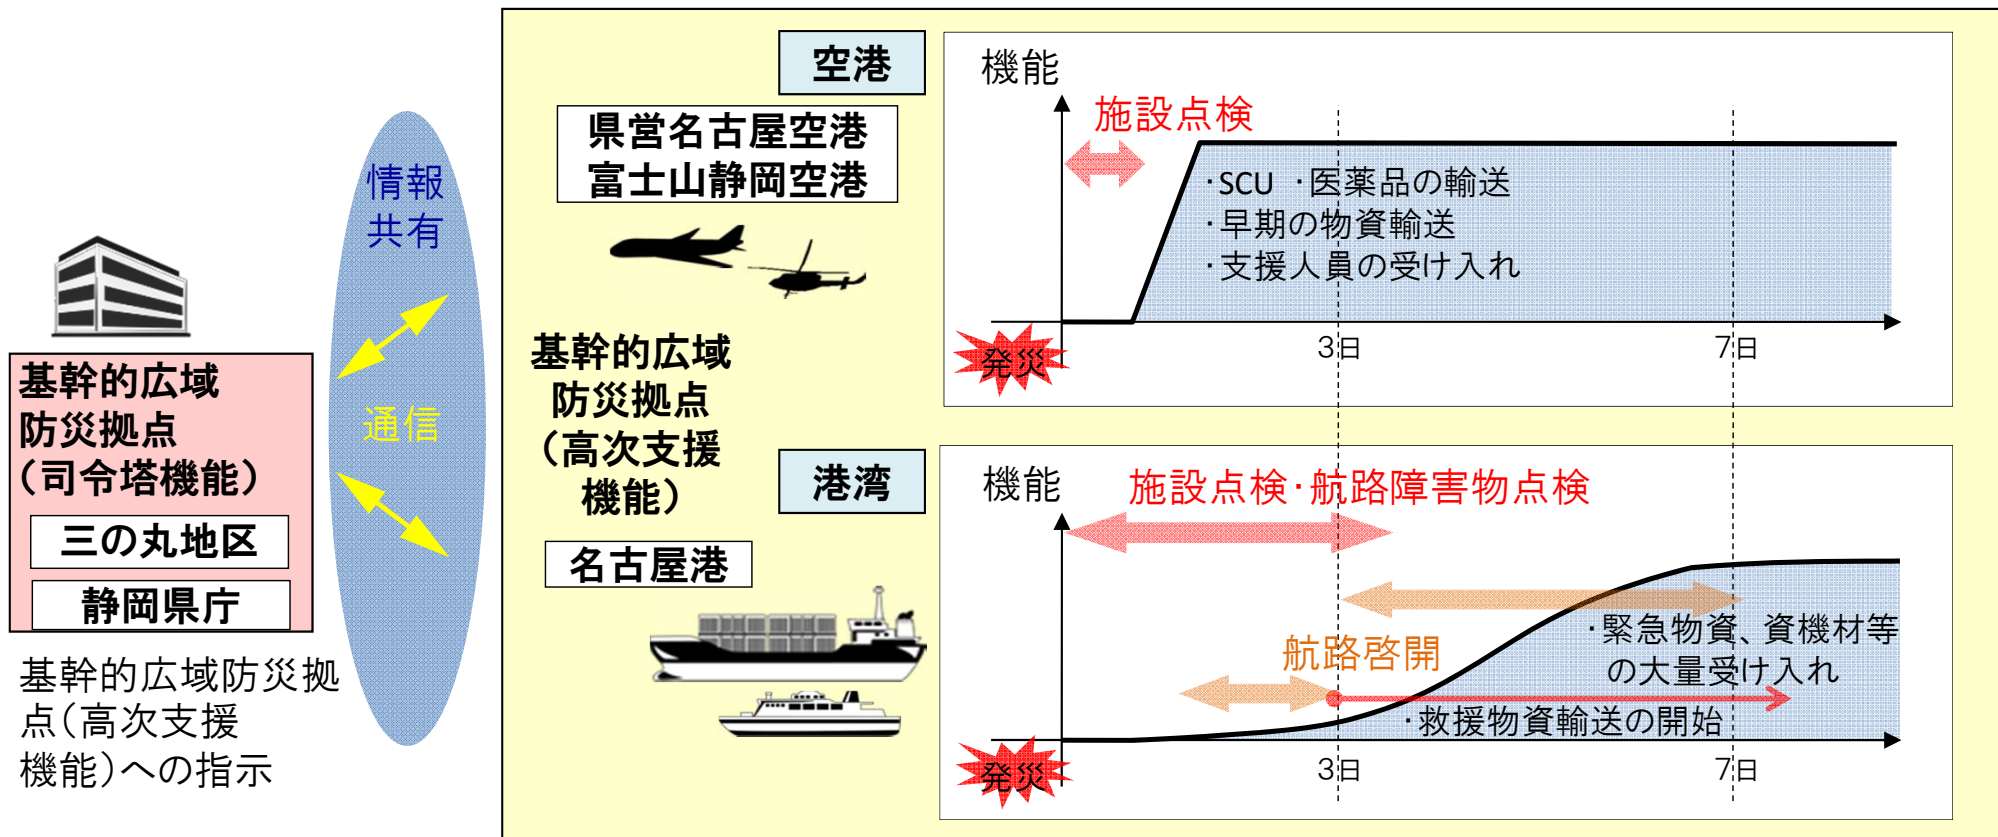 基幹的広域
防災拠点
（司令塔機能）
三の丸地区
静岡県庁
基幹的広域防災拠
点（高次支援
機能）への指示
情報
共有
通信
空港
県営名古屋空港
富士山静岡空港
基幹的広域
防災拠点
（高次支援
機能）
港湾
名古屋港
機能
施設点検
・SCU ・医薬品の輸送
・早期の物資輸送
・支援人員の受け入れ
発災
3日
7日
機能
施設点検・航路障害物点検
航路啓開
・緊急物資、資機材等
の大量受け入れ
・救援物資輸送の開始
発災
3日
7日